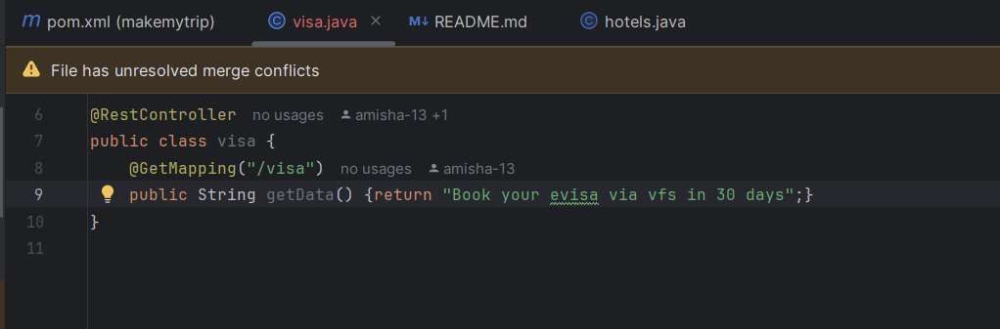 m pom.xml (makemytrip) © visa.java × M↓ README.md © hotels.java
File has unresolved merge conflicts
6 @RestController no usages amisha-13 +1
7 public class visa {
8 @GetMapping("/visa") no usages amisha-13
9 public String getData() {return "Book your evisa via vfs in 30 days";}
10 }
11